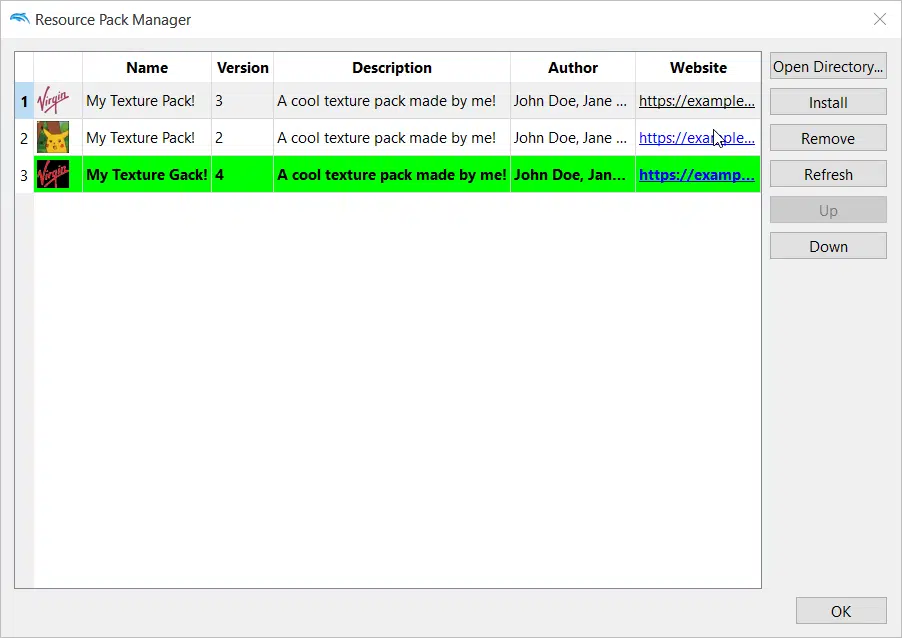 Resource Pack Manager
Name Version Description Author Website
1 Virgin My Texture Pack! 3 A cool texture pack made by me! John Doe, Jane ... https://example...
2 My Texture Pack! 2 A cool texture pack made by me! John Doe, Jane ... https://example...
3 Virgin My Texture Gack! 4 A cool texture pack made by me! John Doe, Jan... https://examp...
Open Directory...
Install
Remove
Refresh
Up
Down
OK